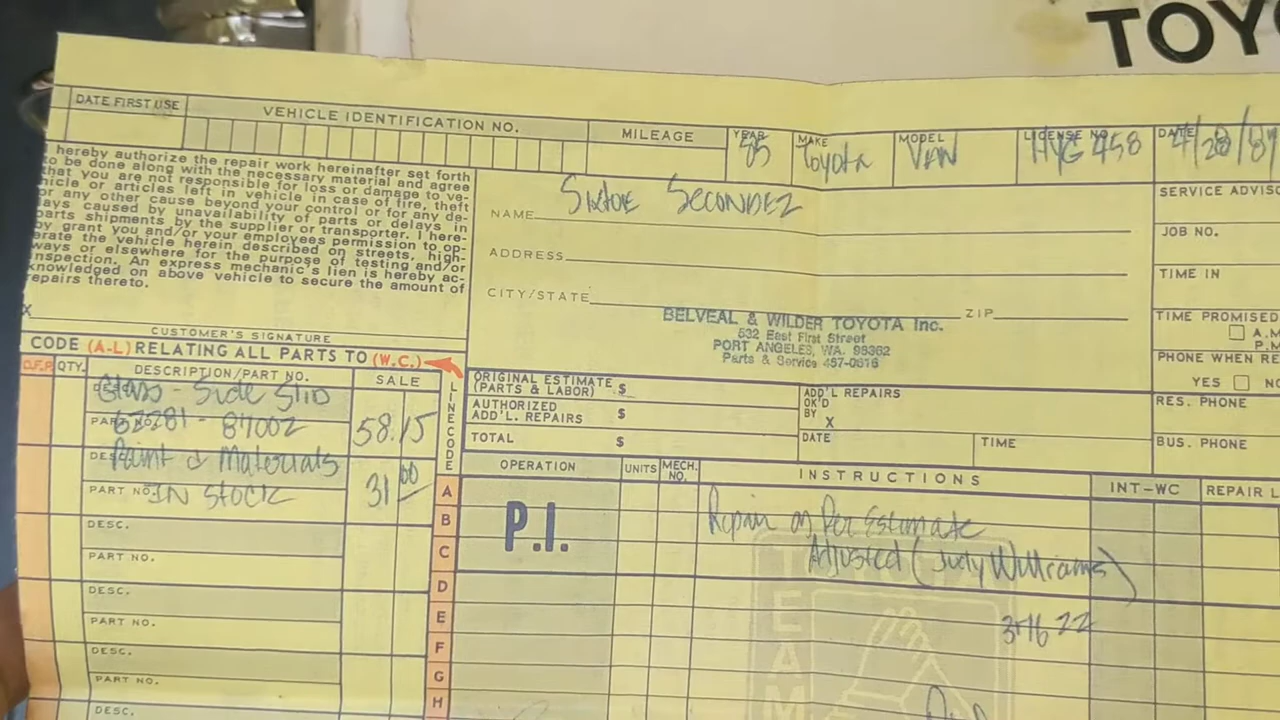 TOY
DATE FIRST USE
VEHICLE IDENTIFICATION NO.
MILEAGE
YEAR 85
MAKE Toyota
MODEL VAN
LICENSE NO. 458
DATE 4/28/87
hereby authorize the repair work hereinafter set forth
to be done along with the necessary material and agree
that you are not responsible for loss or damage to ve-
hicle or articles left in vehicle in case of fire, theft
or any other cause beyond your control or for any de-
lays caused by unavailability of parts or delays in
parts shipments by the supplier or transporter. I here-
by grant you and/or your employees permission to op-
erate the vehicle herein described on streets, high-
ways or elsewhere for the purpose of testing and/or
inspection. An express mechanic's lien is hereby ac-
knowledged on above vehicle to secure the amount of
repairs thereto.
X
CUSTOMER'S SIGNATURE
NAME
ADDRESS
CITY/STATE
ZIP
BELVEAL & WILDER TOYOTA Inc.
532 East First Street
PORT ANGELES, WA. 98362
Parts & Service 457-0616
SERVICE ADVISO
JOB NO.
TIME IN
TIME PROMISED
A.M
P.M
PHONE WHEN RE
YES NO
RES. PHONE
BUS. PHONE
CODE (A-L) RELATING ALL PARTS TO (W.C.)
QTY. DESCRIPTION/PART NO. SALE
LINE CODE
Glass - Side Slid
67281 - 87002 58.15
Paint & Materials
PART NO. IN STOCK 31 00
DESC.
PART NO.
DESC.
PART NO.
DESC.
PART NO.
DESC.
ORIGINAL ESTIMATE (PARTS & LABOR) $
AUTHORIZED ADD'L. REPAIRS $
TOTAL $
ADD'L REPAIRS
OK'D
BY X
DATE TIME
OPERATION UNITS MECH. NO. INSTRUCTIONS INT-WC REPAIR L
A
B
C
D
E
F
G
H
P.I.
Repair as Per Estimate
Adjusted (Judy Williams)
TEAM